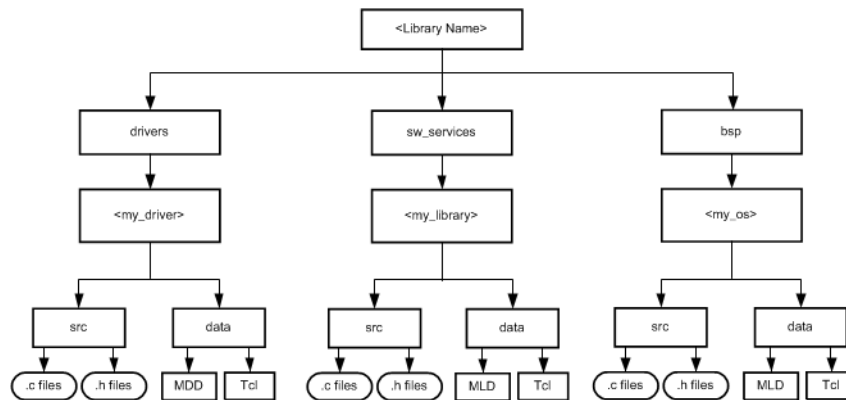 <Library Name>
drivers
sw_services
bsp
<my_driver>
<my_library>
<my_os>
src
data
src
data
src
data
.c files
.h files
MDD
Tcl
.c files
.h files
MLD
Tcl
.c files
.h files
MLD
Tcl